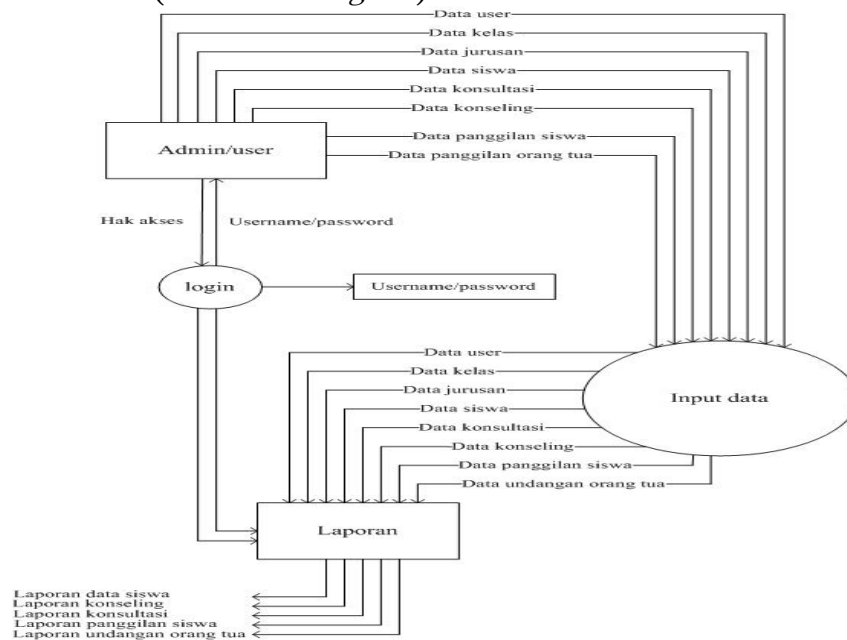 Data user
Data kelas
Data jurusan
Data siswa
Data konsultasi
Data konseling
Data panggilan siswa
Data panggilan orang tua
Admin/user
Hak akses
Username/password
login
Username/password
Data user
Data kelas
Data jurusan
Data siswa
Data konsultasi
Data konseling
Data panggilan siswa
Data undangan orang tua
Input data
Laporan
Laporan data siswa
Laporan konseling
Laporan konsultasi
Laporan panggilan siswa
Laporan undangan orang tua